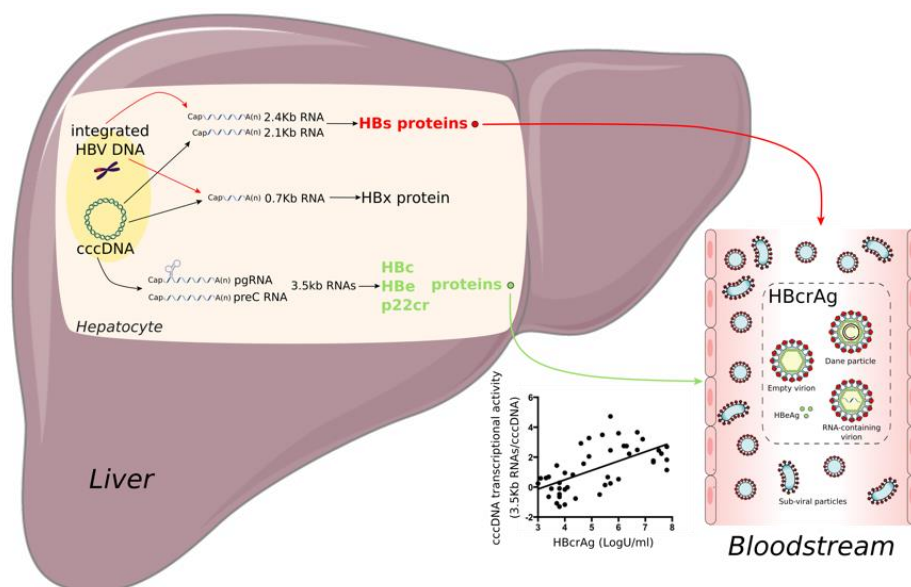 integrated
HBV DNA
cccDNA
Cap A(n) 2.4Kb RNA
Cap A(n) 2.1Kb RNA
HBs proteins
Cap A(n) 0.7Kb RNA
HBx protein
Cap A(n) pgRNA
Cap A(n) preC RNA
3.5kb RNAs
HBc
HBe
p22cr
proteins
Hepatocyte
Liver
cccDNA transcriptional activity
(3.5Kb RNAs/cccDNA)
6
4
2
0
-2
3 4 5 6 7 8
HBcrAg (LogU/ml)
HBcrAg
Dane particle
Empty virion
HBeAg
RNA-containing
virion
Sub-viral particles
Bloodstream